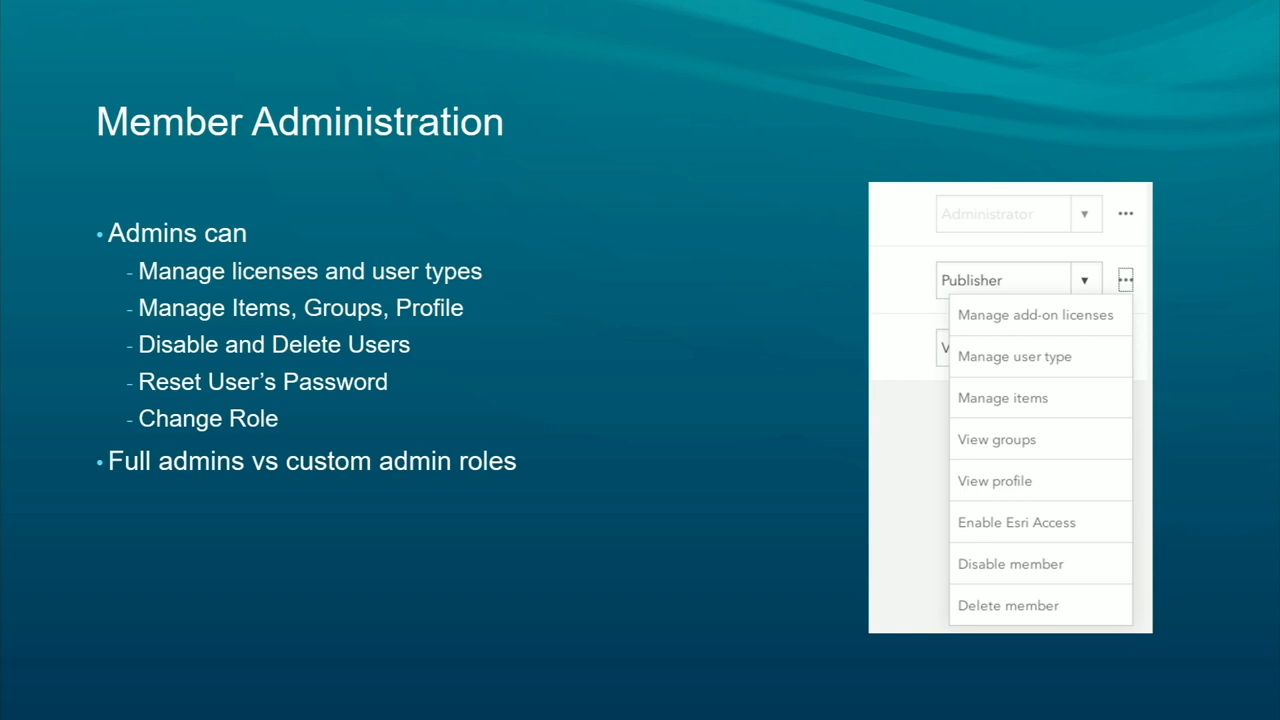 Member Administration
• Admins can
- Manage licenses and user types
- Manage Items, Groups, Profile
- Disable and Delete Users
- Reset User’s Password
- Change Role
• Full admins vs custom admin roles
Administrator ▼ •••
Publisher ▼ •••
V
Manage add-on licenses
Manage user type
Manage items
View groups
View profile
Enable Esri Access
Disable member
Delete member